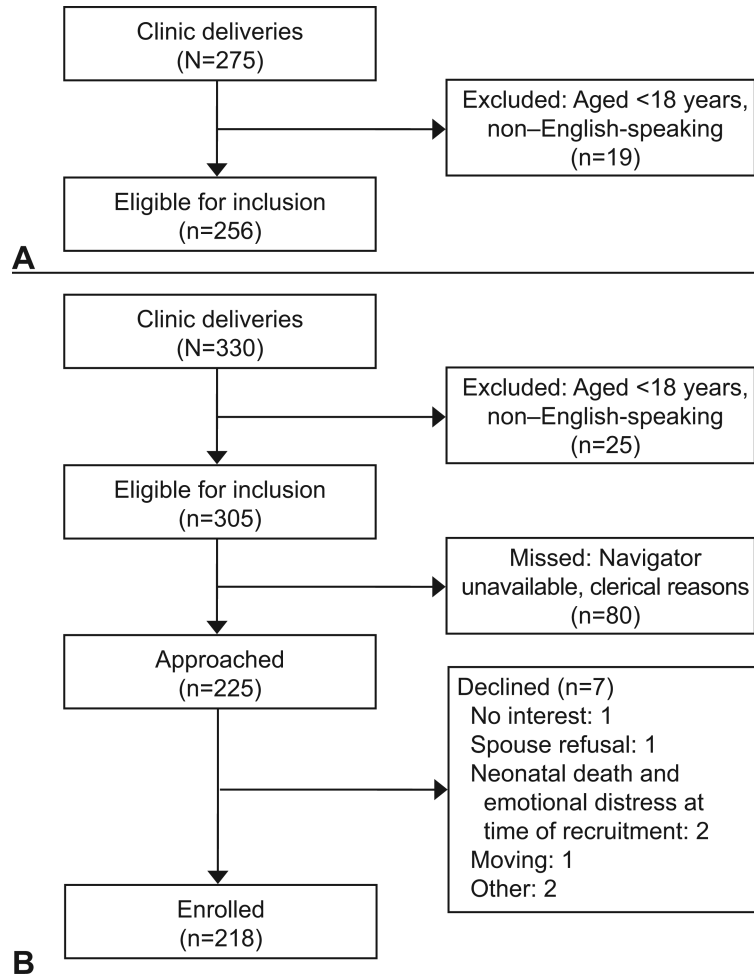 Clinic deliveries
(N=275)
Excluded: Aged <18 years,
non–English-speaking
(n=19)
Eligible for inclusion
(n=256)
A
Clinic deliveries
(N=330)
Excluded: Aged <18 years,
non–English-speaking
(n=25)
Eligible for inclusion
(n=305)
Missed: Navigator
unavailable, clerical reasons
(n=80)
Approached
(n=225)
Declined (n=7)
No interest: 1
Spouse refusal: 1
Neonatal death and
emotional distress at
time of recruitment: 2
Moving: 1
Other: 2
Enrolled
(n=218)
B